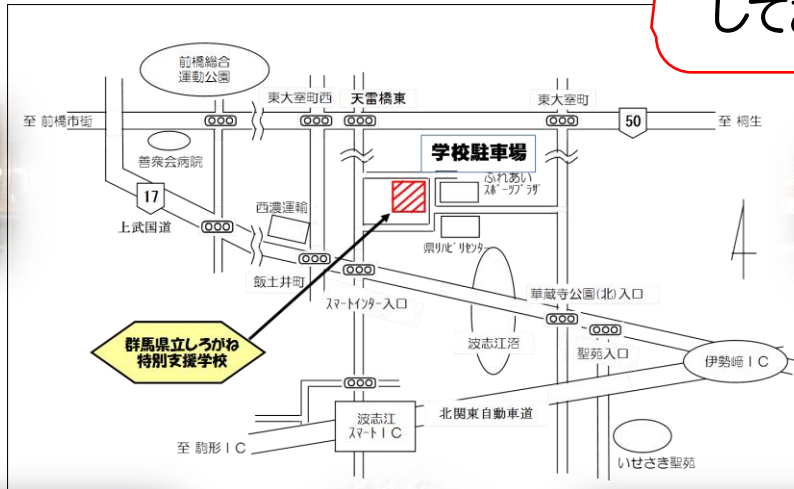 してお
前橋総合
運動公園
東大室町西
天雷橋東
東大室町
至 前橋市街
50
至 桐生
善衆会病院
学校駐車場
ふれあい
スポーツプラザ
17
上武国道
西濃運輸
県リハビリセンター
飯土井町
スマートインター入口
華蔵寺公園(北)入口
群馬県立しろがね
特別支援学校
波志江沼
聖苑入口
伊勢崎IC
波志江
スマートIC
北関東自動車道
至 駒形IC
いせさき聖苑